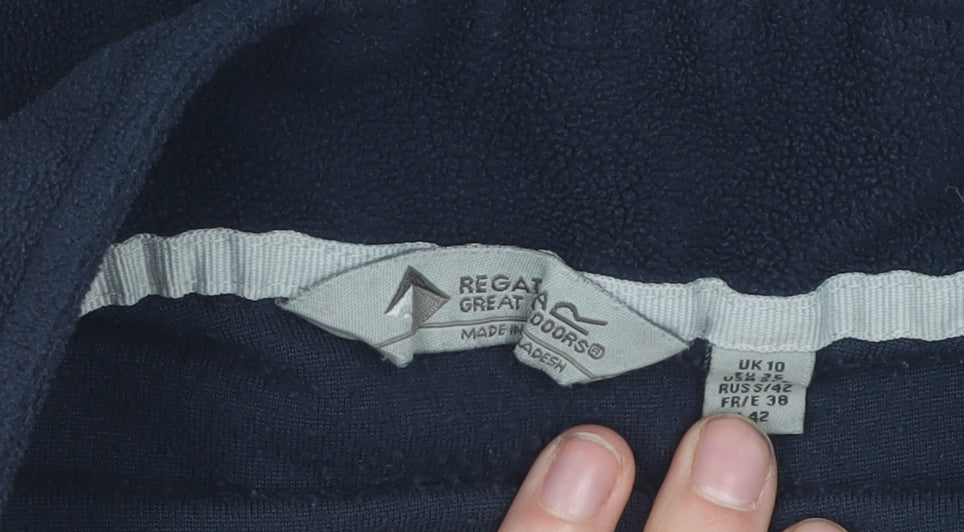 REGAT
GREAT DOORS®
MADE IN ADESH
UK 10
RUS S/42
FR/E 38
42